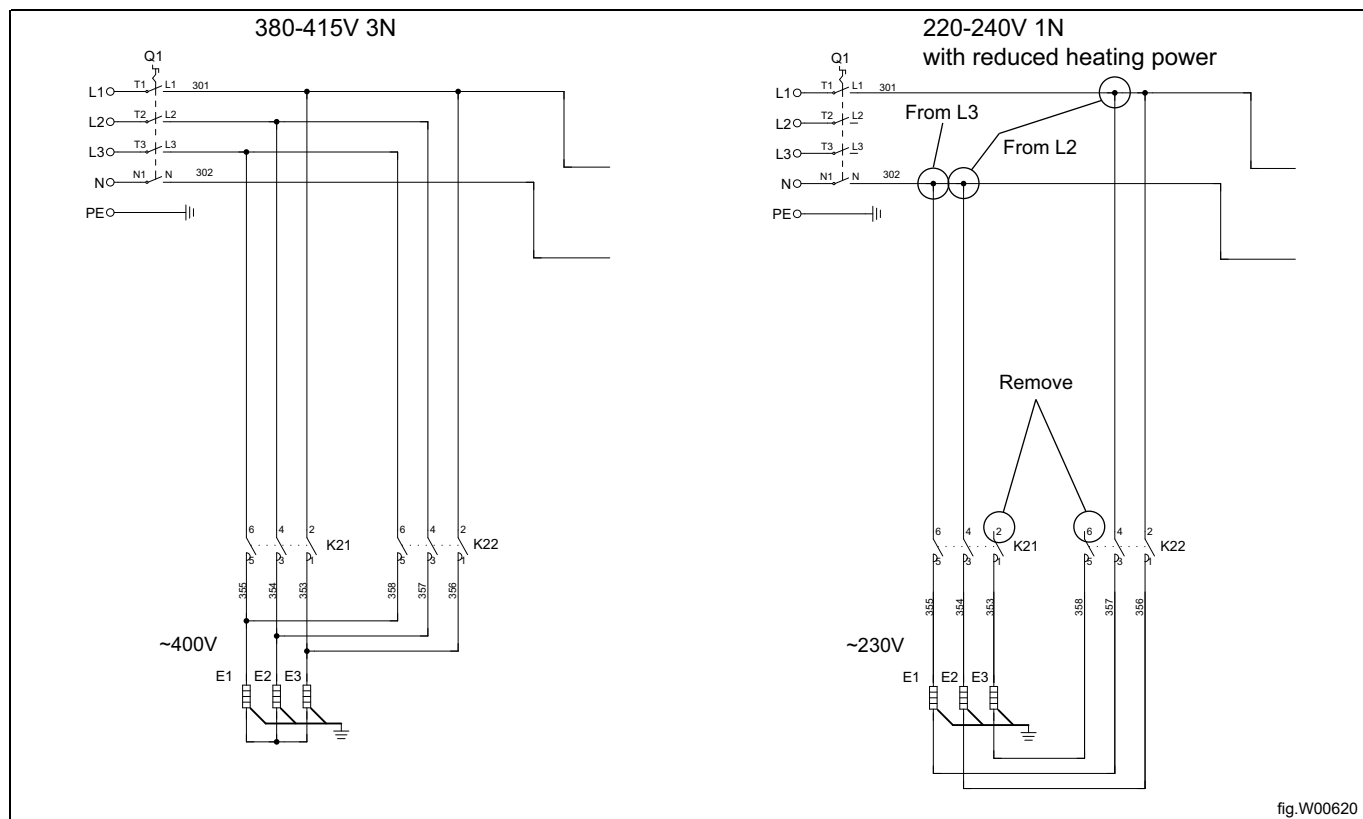 380-415V 3N
Q1
L1 T1 L1 301
L2 T2 L2
L3 T3 L3
N N1 N 302
PE
6 4 2 K21 6 4 2 K22
5 3 1 5 3 1
355 354 353 358 357 356
~400V
E1 E2 E3
220-240V 1N
with reduced heating power
Q1
L1 T1 L1 301
From L3
L2 T2 L2
From L2
L3 T3 L3
N N1 N 302
PE
Remove
6 4 2 K21 6 4 2 K22
5 3 1 5 3 1
355 354 353 358 357 356
~230V
E1 E2 E3
fig.W00620